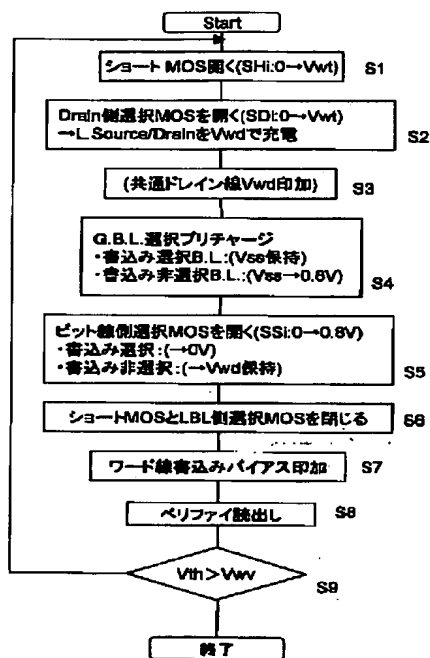 Start
ショートMOS開く(SHi:0→Vwt)
S1
Drain側選択MOSを開く(SDi:0→Vwt)
→L.Source/DrainをVwdで充電
S2
(共通ドレイン線Vwd印加)
S3
G.B.L.選択プリチャージ
・書込み選択B.L.:(Vss保持)
・書込み非選択B.L.:(Vss→0.8V)
S4
ビット線側選択MOSを開く(SSi:0→0.8V)
・書込み選択:(→0V)
・書込み非選択:(→Vwd保持)
S5
ショートMOSとLBL側選択MOSを閉じる
S6
ワード線書込みバイアス印加
S7
ベリファイ読出し
S8
Vth>Vwv
S9
終了